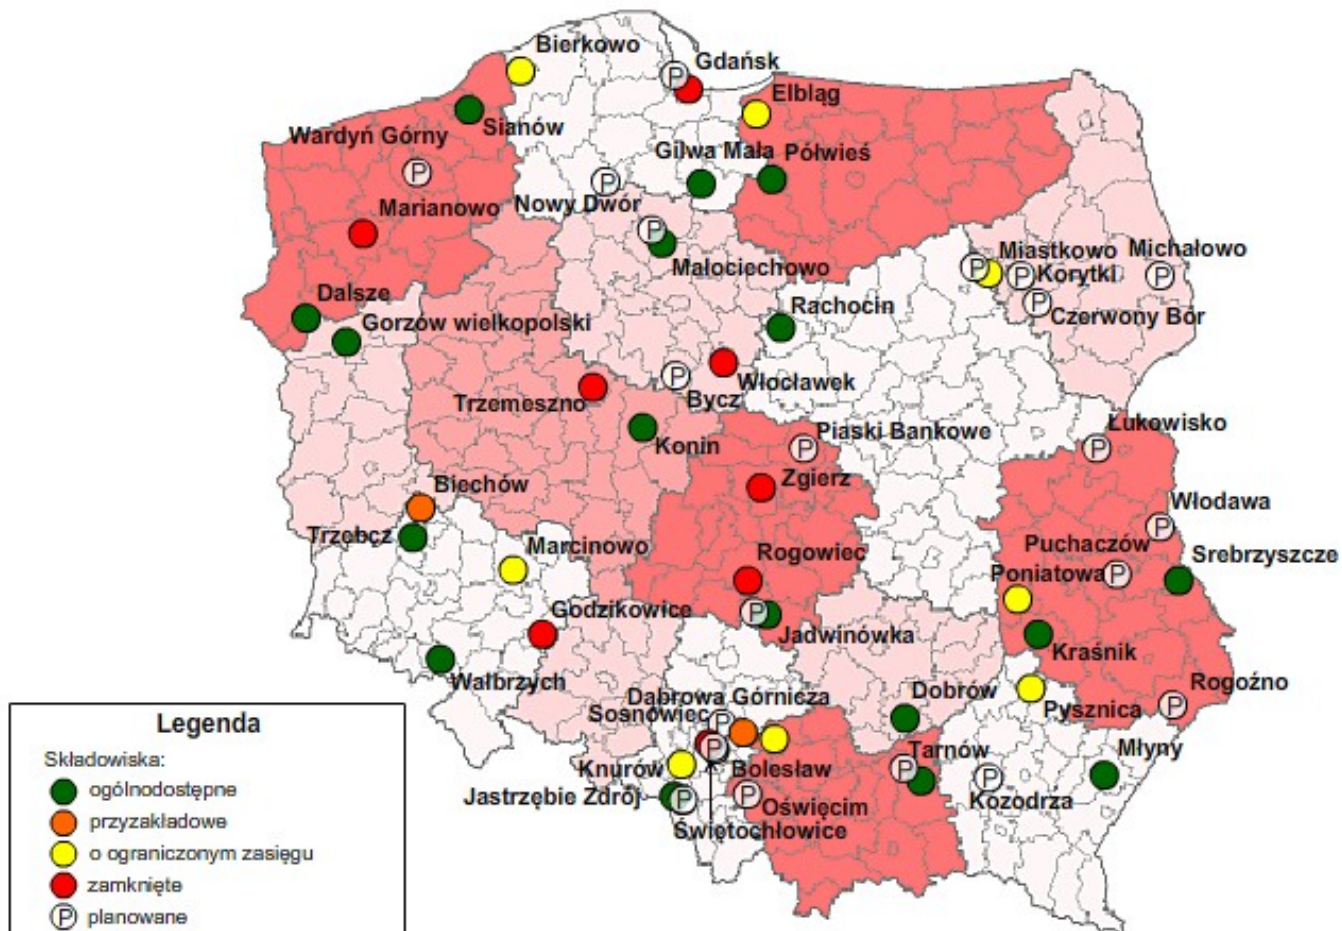 Bierkowo
Gdańsk
P
Elbląg
Sianów
Wardyń Górny
P
Gilwa Mała
Półwieś
P
Nowy Dwór
Marianowo
P
Małociechowo
P
Miastkowo
Michałowo
P
Korytki
P
P
Czerwony Bór
Dalsze
Rachocin
Gorzów wielkopolski
Włocławek
P
Bycz
Trzemeszno
Konin
Piaski Bankowe
P
Łukowisko
P
Zgierz
Biechów
Włodawa
P
Trzebcz
Marcinowo
Rogowiec
Puchaczów
P
Srebrzyszcze
Poniatowa
Godzikowice
P
Jadwinówka
Kraśnik
Wałbrzych
Dąbrowa Górnicza
Dobrów
Rogoźno
P
Sosnowiec
P
Pysznica
P
Tarnów
P
Młyny
Knurów
Bolesław
Jastrzębie Zdrój
P
P
Oświęcim
P
Kozodrza
Świętochłowice
Legenda
Składowiska:
ogólnodostępne
przyzakładowe
o ograniczonym zasięgu
zamknięte
P planowane